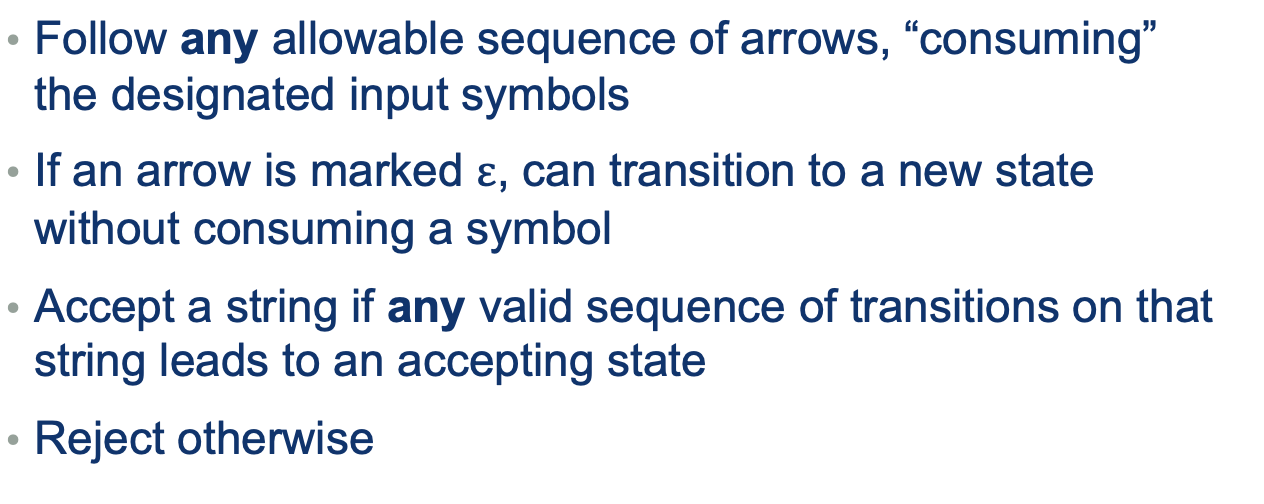 • Follow any allowable sequence of arrows, “consuming”
the designated input symbols
• If an arrow is marked ε, can transition to a new state
without consuming a symbol
• Accept a string if any valid sequence of transitions on that
string leads to an accepting state
• Reject otherwise